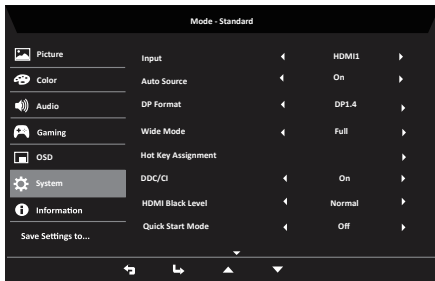 Mode - Standard
Picture
Color
Audio
Gaming
OSD
System
Information
Save Settings to...
Input HDMI1
Auto Source On
DP Format DP1.4
Wide Mode Full
Hot Key Assignment
DDC/CI On
HDMI Black Level Normal
Quick Start Mode Off